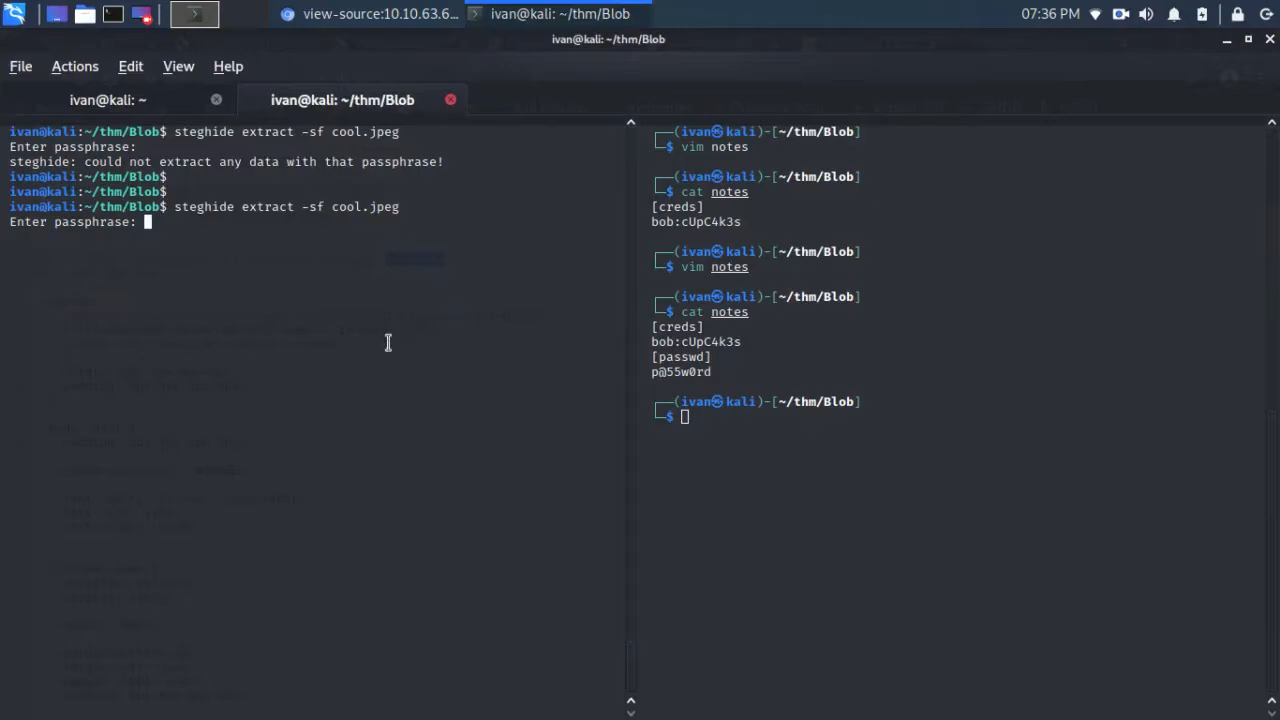 view-source:10.10.63.6...
ivan@kali: ~/thm/Blob
07:36 PM
ivan@kali: ~/thm/Blob
File Actions Edit View Help
ivan@kali: ~
ivan@kali: ~/thm/Blob
ivan@kali:~/thm/Blob$ steghide extract -sf cool.jpeg
Enter passphrase:
steghide: could not extract any data with that passphrase!
ivan@kali:~/thm/Blob$
ivan@kali:~/thm/Blob$
ivan@kali:~/thm/Blob$ steghide extract -sf cool.jpeg
Enter passphrase:
┌──(ivan㉿kali)-[~/thm/Blob]
└─$ vim notes
┌──(ivan㉿kali)-[~/thm/Blob]
└─$ cat notes
[creds]
bob:cUpC4k3s
┌──(ivan㉿kali)-[~/thm/Blob]
└─$ vim notes
┌──(ivan㉿kali)-[~/thm/Blob]
└─$ cat notes
[creds]
bob:cUpC4k3s
[passwd]
p@55w0rd
┌──(ivan㉿kali)-[~/thm/Blob]
└─$